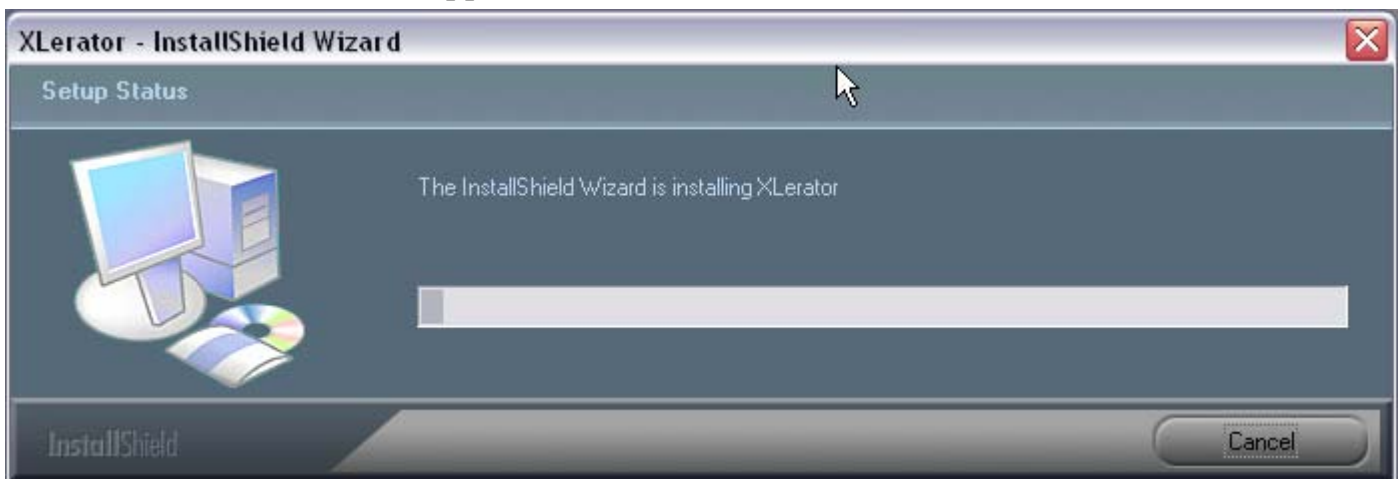 XLerator - InstallShield Wizard
Setup Status
The InstallShield Wizard is installing XLerator
InstallShield
Cancel